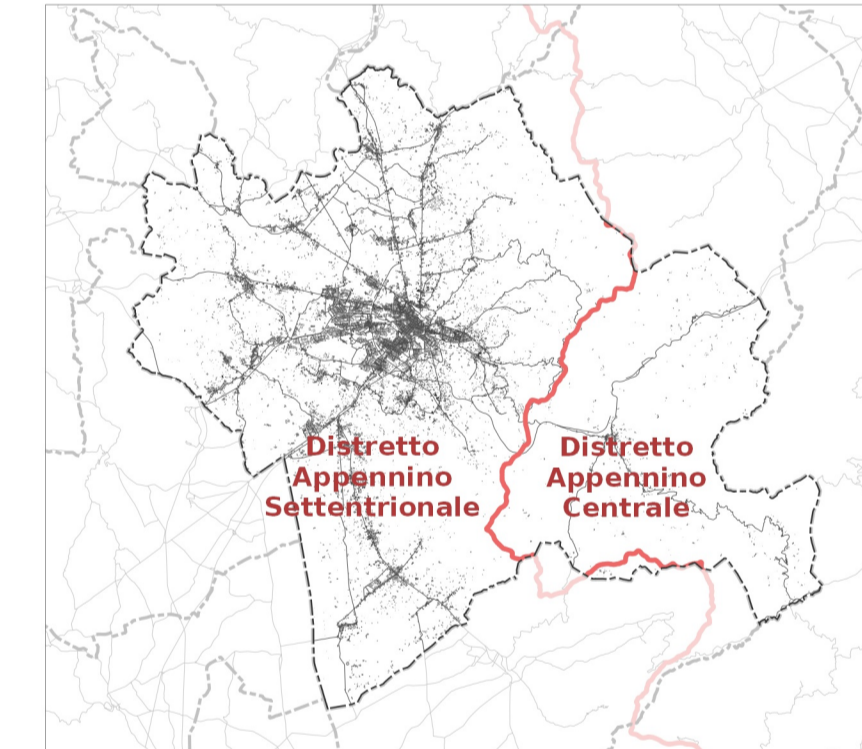 Distretto
Appennino
Settentrionale
Distretto
Appennino
Centrale